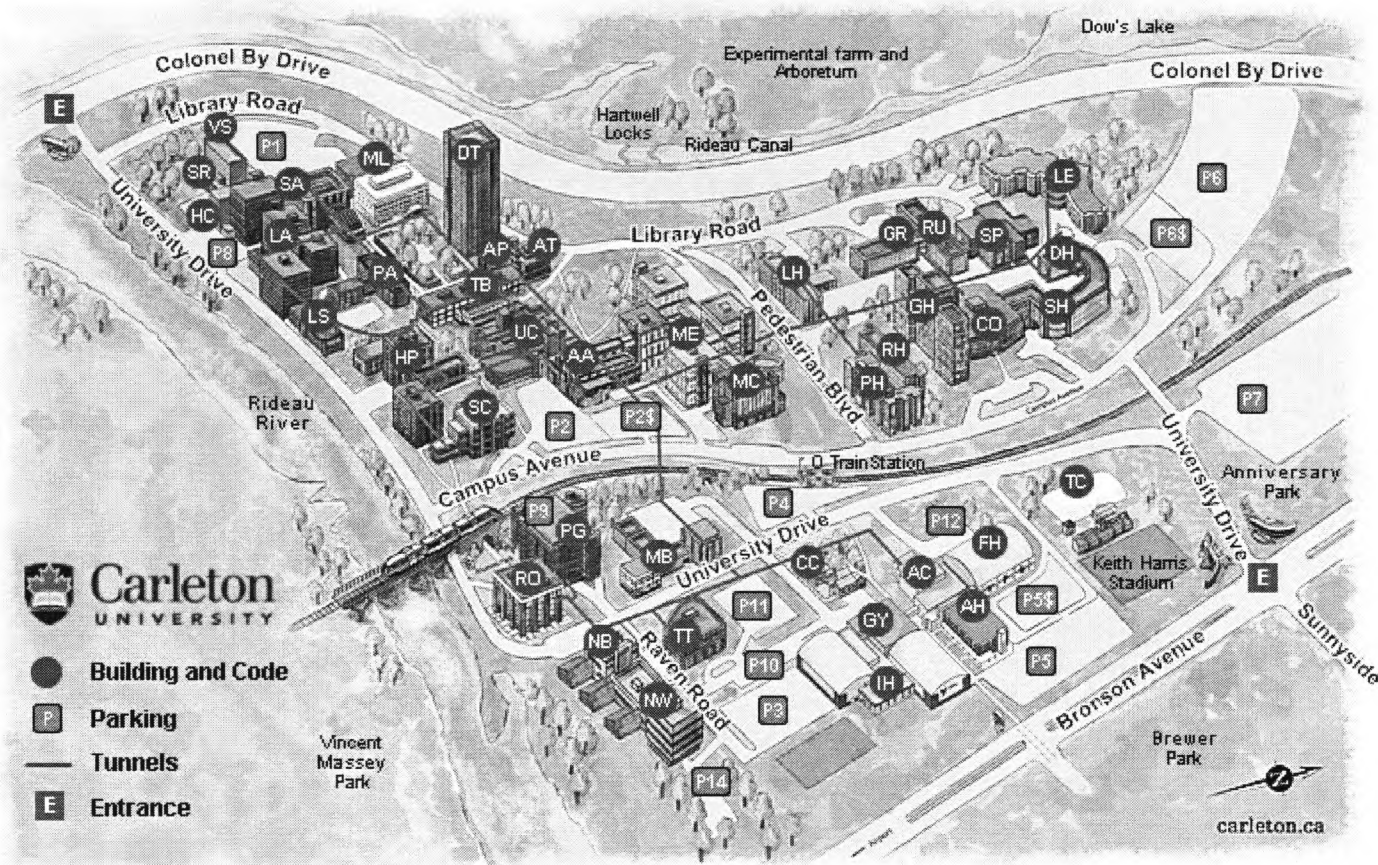 Dow's Lake
Experimental farm and
Arboretum
Colonel By Drive
Colonel By Drive
E
Library Road
Hartwell
Locks
Rideau Canal
VS
P1
ML
DT
SR
SA
LE
P6
HC
LA
University Drive
P8
PA
AP
AT
Library Road
GR
RU
SP
P6$
DH
TB
LH
LS
UC
Pedestrian Blvd.
GH
CO
SH
HP
AA
ME
RH
MC
PH
Rideau
River
SC
P2
P2$
Campus Avenue
P7
Campus Avenue
O TrainStation
University Drive
Anniversary
Park
TC
P9
P4
PG
University Drive
P12
FH
MB
CC
AC
Keith Harris
Stadium
E
RO
Carleton
UNIVERSITY
P11
AH
P5$
Sunnyside
TT
GY
NB
Raven Road
P10
IH
P5
Building and Code
NW
P3
Bronson Avenue
P
Parking
Vincent
Massey
Park
Brewer
Park
Tunnels
P14
Z
E
Entrance
carleton.ca
Airport